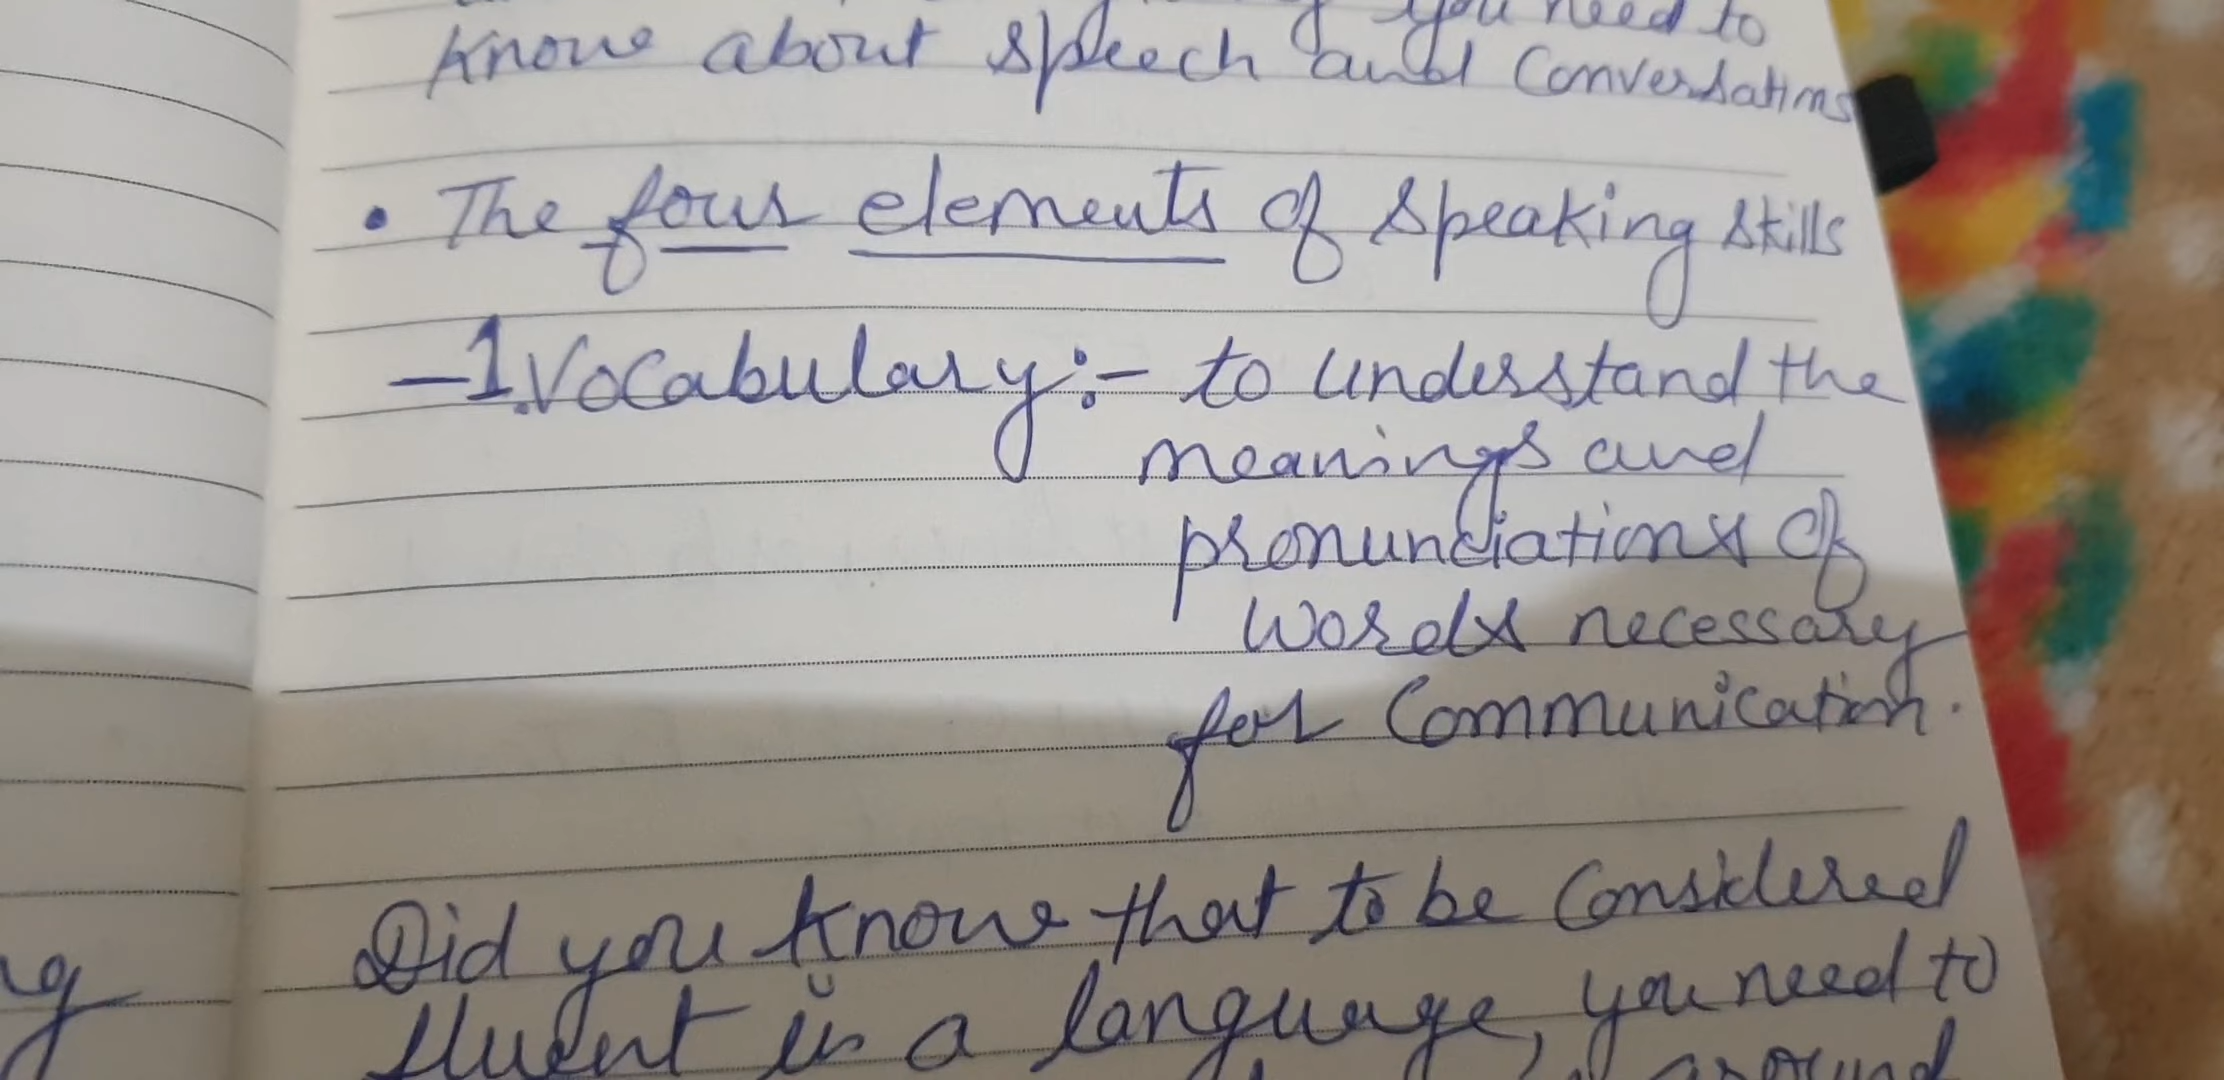 you need to
know about speech and Conversations
• The four elements of speaking skills
- 1. Vocabulary :- to understand the
meanings and
pronunciations of
words necessary
for Communication.
Did you know that to be Considered
fluent in a language, you need to
around